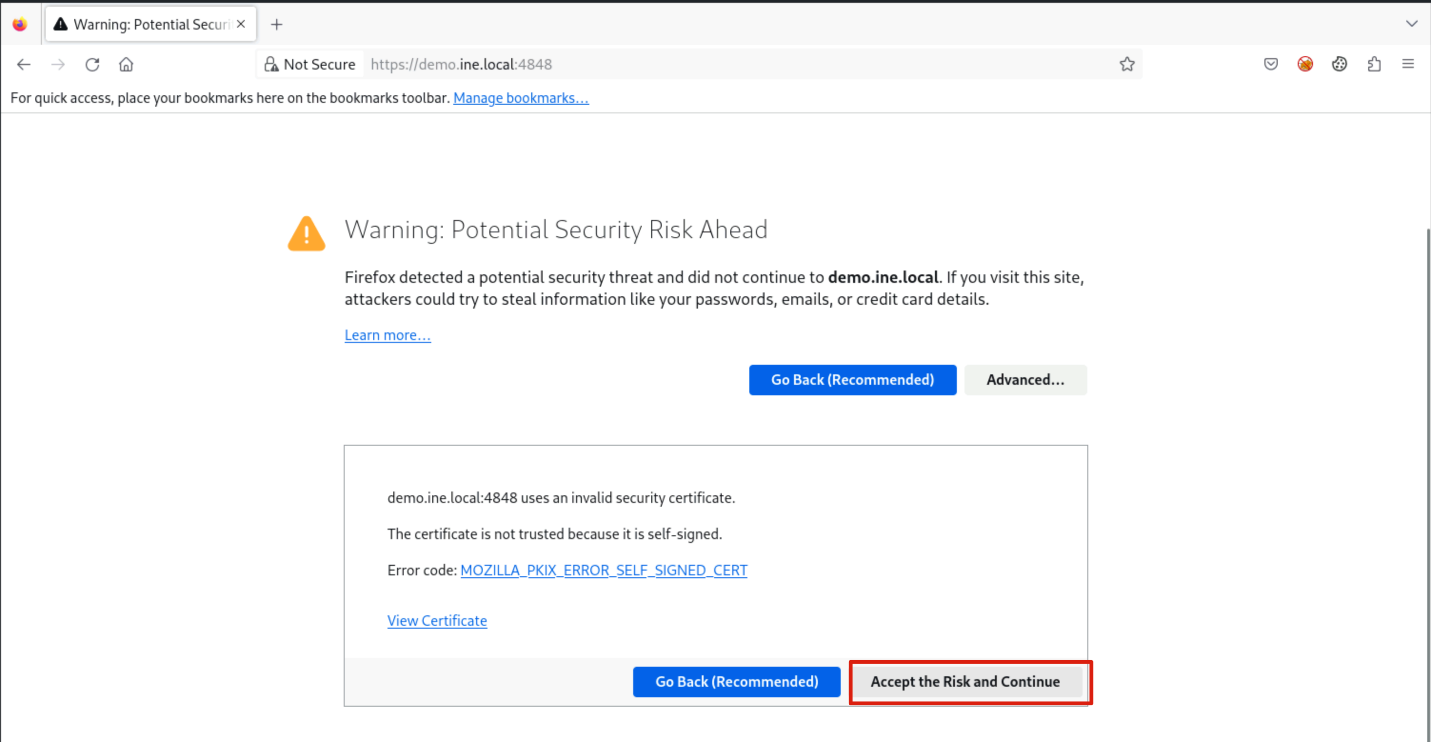 Warning: Potential Securi
Not Secure https://demo.ine.local:4848
For quick access, place your bookmarks here on the bookmarks toolbar. Manage bookmarks…
Warning: Potential Security Risk Ahead
Firefox detected a potential security threat and did not continue to demo.ine.local. If you visit this site,
attackers could try to steal information like your passwords, emails, or credit card details.
Learn more…
Go Back (Recommended) Advanced…
demo.ine.local:4848 uses an invalid security certificate.
The certificate is not trusted because it is self-signed.
Error code: MOZILLA_PKIX_ERROR_SELF_SIGNED_CERT
View Certificate
Go Back (Recommended) Accept the Risk and Continue